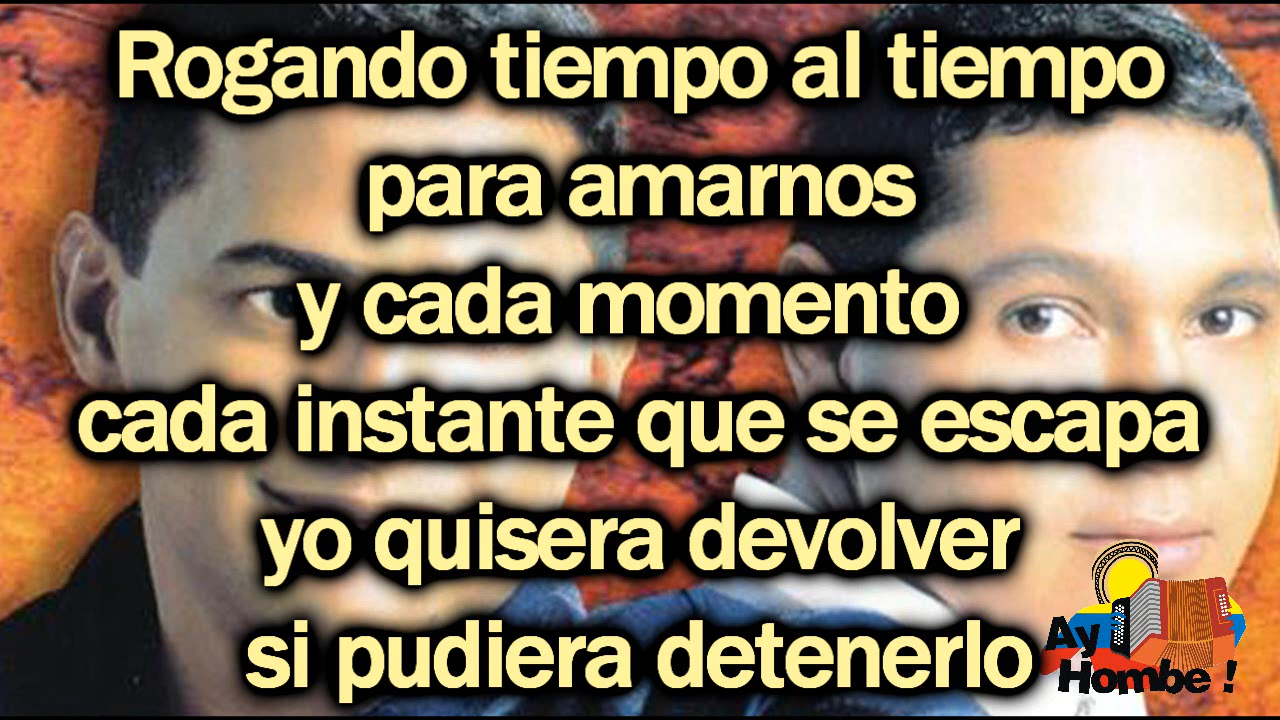 Rogando tiempo al tiempo
para amarnos
y cada momento
cada instante que se escapa
yo quisera devolver
si pudiera detenerlo
Ay
Hombe !